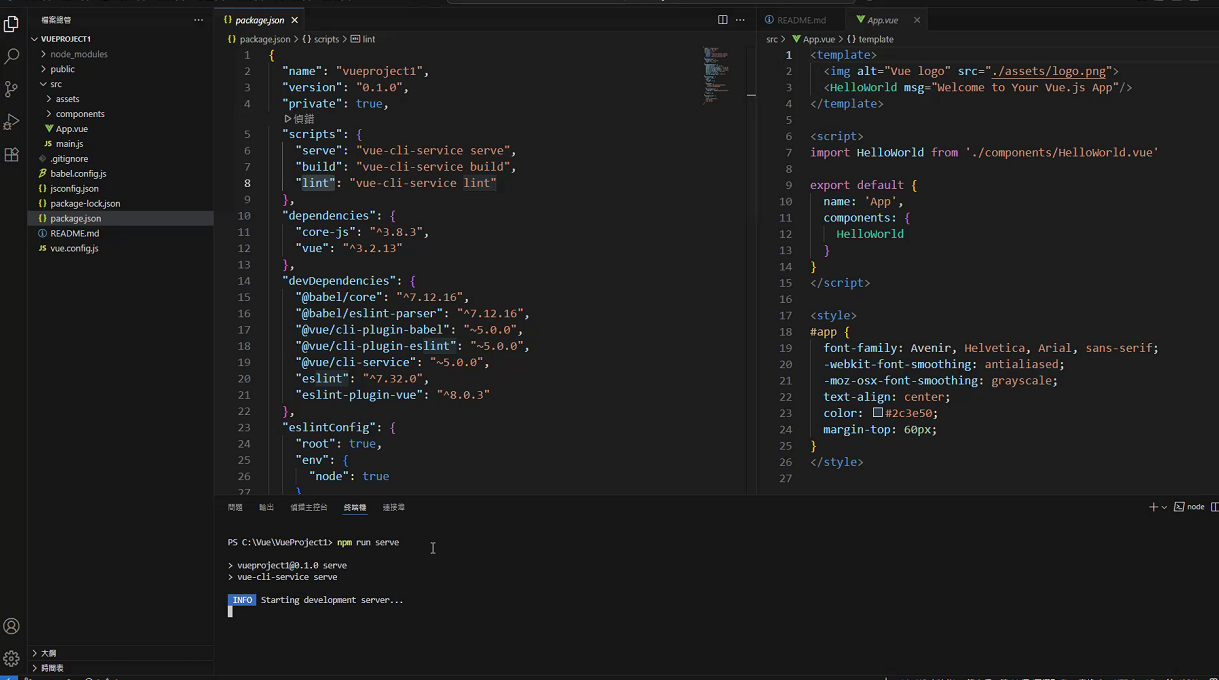 檔案總管
VUEPROJECT1
node_modules
public
src
assets
components
App.vue
main.js
.gitignore
babel.config.js
jsconfig.json
package-lock.json
package.json
README.md
vue.config.js
大綱
時間表
package.json
package.json > scripts > lint
1 {
2 "name": "vueproject1",
3 "version": "0.1.0",
4 "private": true,
偵錯
5 "scripts": {
6 "serve": "vue-cli-service serve",
7 "build": "vue-cli-service build",
8 "lint": "vue-cli-service lint"
9 },
10 "dependencies": {
11 "core-js": "^3.8.3",
12 "vue": "^3.2.13"
13 },
14 "devDependencies": {
15 "@babel/core": "^7.12.16",
16 "@babel/eslint-parser": "^7.12.16",
17 "@vue/cli-plugin-babel": "~5.0.0",
18 "@vue/cli-plugin-eslint": "~5.0.0",
19 "@vue/cli-service": "~5.0.0",
20 "eslint": "^7.32.0",
21 "eslint-plugin-vue": "^8.0.3"
22 },
23 "eslintConfig": {
24 "root": true,
25 "env": {
26 "node": true
27 }
README.md App.vue
src > App.vue > template
1 <template>
2 <img alt="Vue logo" src="./assets/logo.png">
3 <HelloWorld msg="Welcome to Your Vue.js App"/>
4 </template>
5
6 <script>
7 import HelloWorld from './components/HelloWorld.vue'
8
9 export default {
10 name: 'App',
11 components: {
12 HelloWorld
13 }
14 }
15 </script>
16
17 <style>
18 #app {
19 font-family: Avenir, Helvetica, Arial, sans-serif;
20 -webkit-font-smoothing: antialiased;
21 -moz-osx-font-smoothing: grayscale;
22 text-align: center;
23 color: #2c3e50;
24 margin-top: 60px;
25 }
26 </style>
27
問題 輸出 偵錯主控台 終端機 連接埠
node
PS C:\Vue\VueProject1> npm run serve
> vueproject1@0.1.0 serve
> vue-cli-service serve
INFO Starting development server...